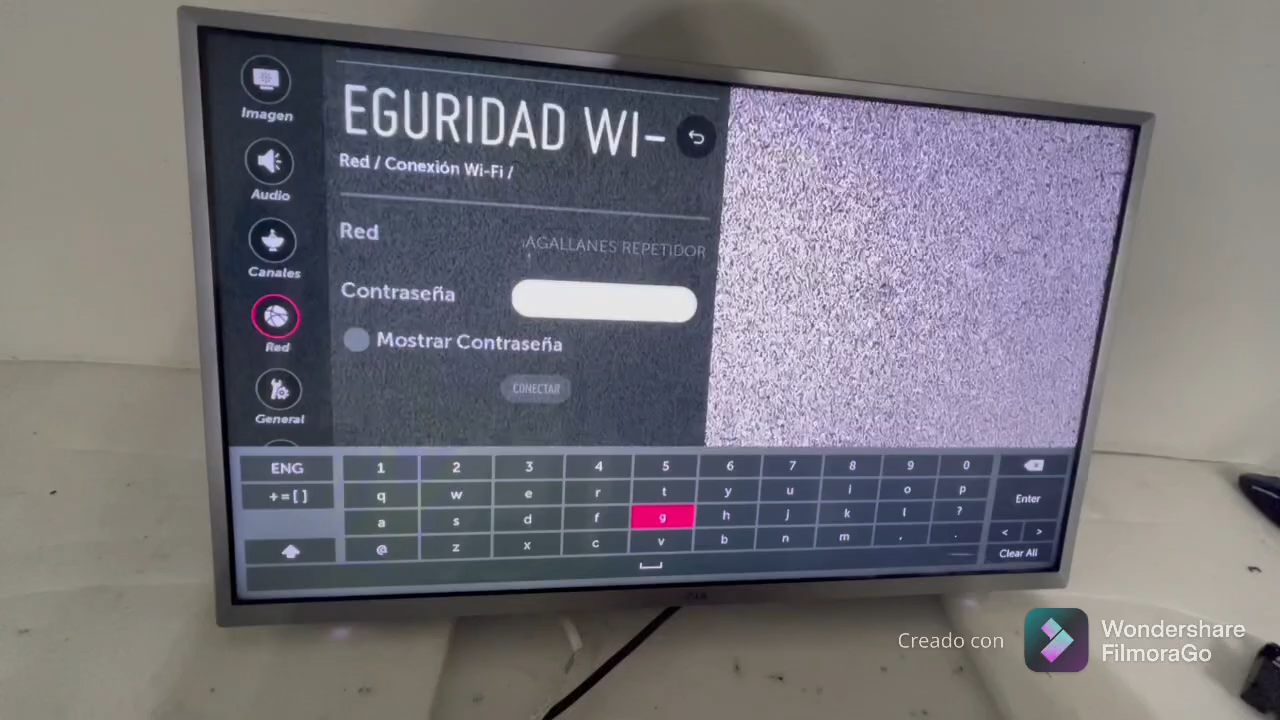 Imagen
Audio
Canales
Red
General
EGURIDAD WI-
Red / Conexión Wi-Fi /
Red
AGALLANES REPETIDOR
Contraseña
Mostrar Contraseña
CONECTAR
ENG 1 2 3 4 5 6 7 8 9 0
+=[] q w e r t y u i o p Enter
a s d f g h j k l ?
@ z x c v b n m , . < >
Clear All
Creado con
Wondershare
FilmoraGo